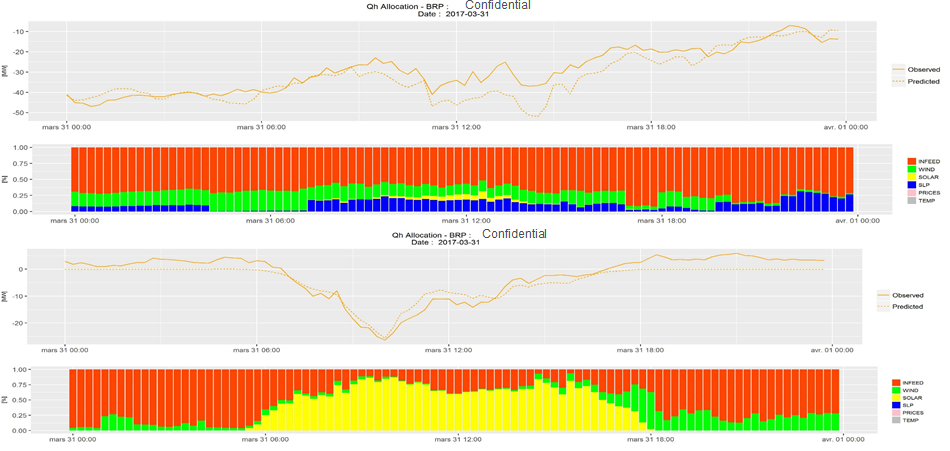 Qh Allocation - BRP : Confidential
Date : 2017-03-31
-10
-20
-30
-40
-50
[MW]
Observed
Predicted
mars 31 00:00 mars 31 06:00 mars 31 12:00 mars 31 18:00 avr. 01 00:00
1.00
0.75
0.50
0.25
0.00
[%]
INFEED
WIND
SOLAR
SLP
PRICES
TEMP
mars 31 00:00 mars 31 06:00 mars 31 12:00 mars 31 18:00 avr. 01 00:00
Qh Allocation - BRP : Confidential
Date : 2017-03-31
0
-10
-20
[MW]
Observed
Predicted
mars 31 00:00 mars 31 06:00 mars 31 12:00 mars 31 18:00 avr. 01 00:00
1.00
0.75
0.50
0.25
0.00
[%]
INFEED
WIND
SOLAR
SLP
PRICES
TEMP
mars 31 00:00 mars 31 06:00 mars 31 12:00 mars 31 18:00 avr. 01 00:00